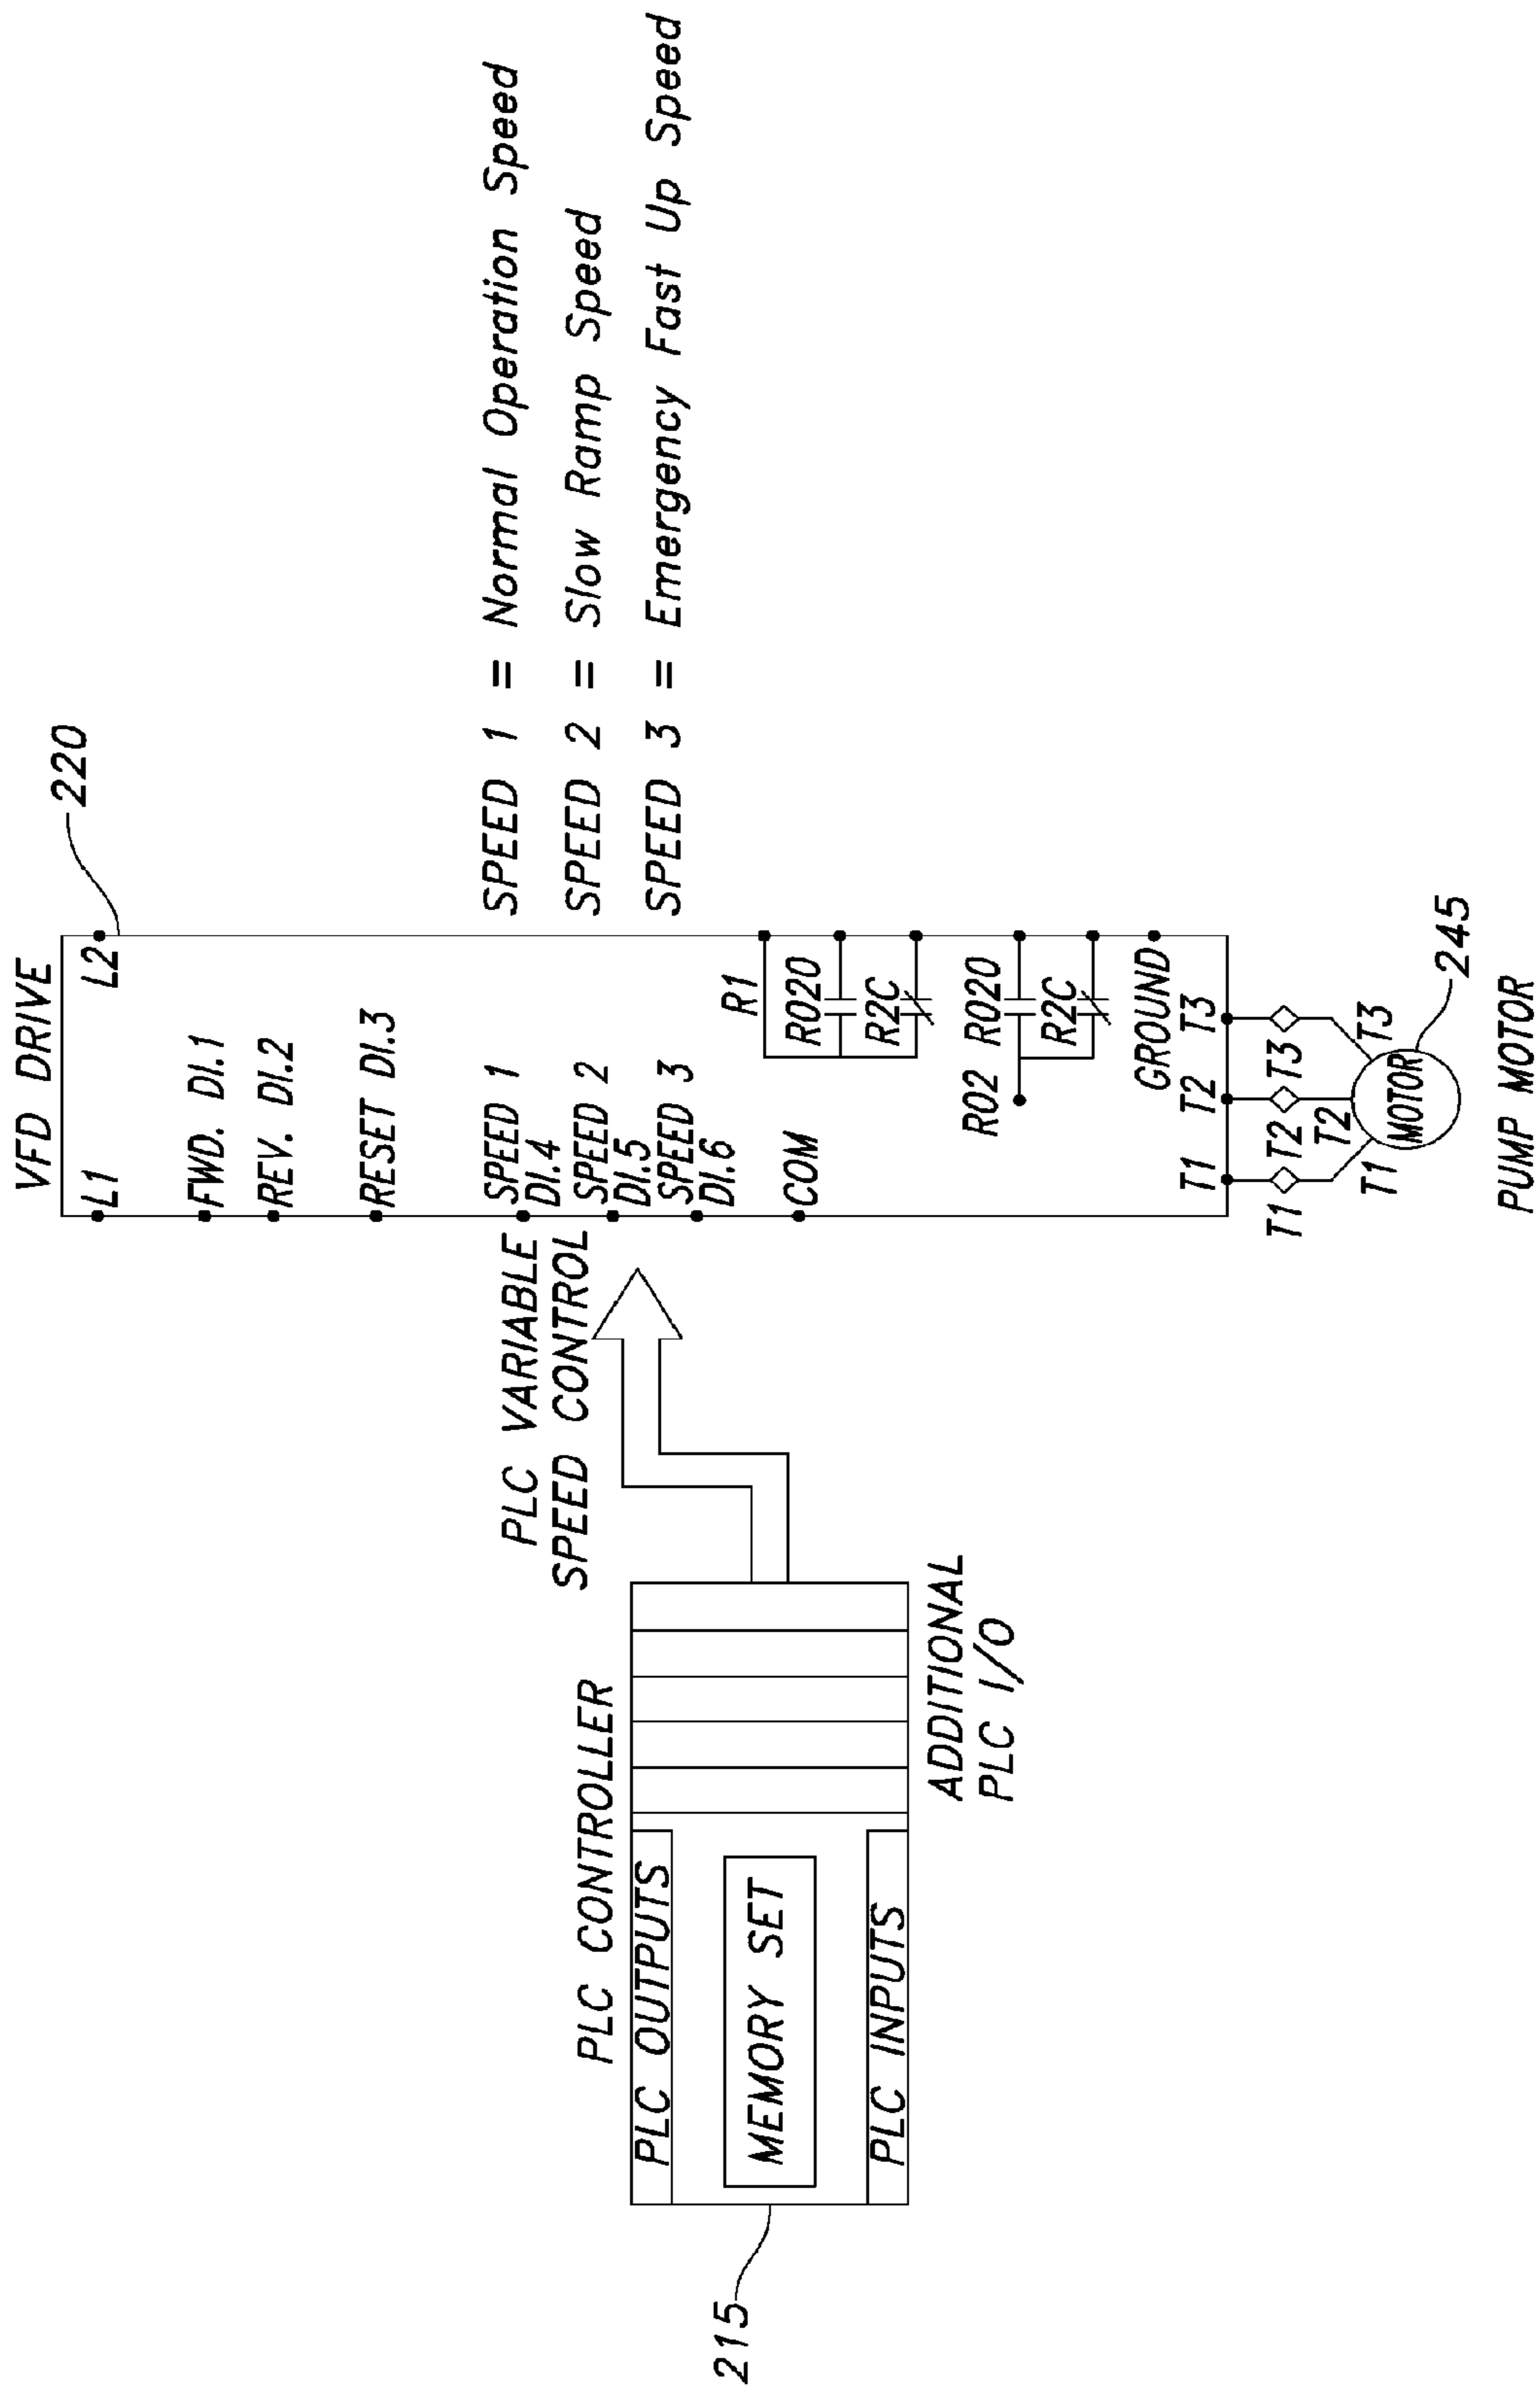 VFD DRIVE
220
L1
L2
FWD. DI.1
REV. DI.2
RESET DI.3
PLC VARIABLE
SPEED CONTROL
SPEED 1
DI.4
SPEED 2
DI.5
SPEED 3
DI.6
COM
SPEED 1 = Normal Operation Speed
SPEED 2 = Slow Ramp Speed
SPEED 3 = Emergency Fast Up Speed
R1
RO20
R2C
RO2
RO20
R2C
GROUND
T1
T2
T3
T1
T2
T3
T1
T2
T3
MOTOR
245
PUMP MOTOR
PLC CONTROLLER
PLC OUTPUTS
MEMORY SET
PLC INPUTS
215
ADDITIONAL
PLC I/O